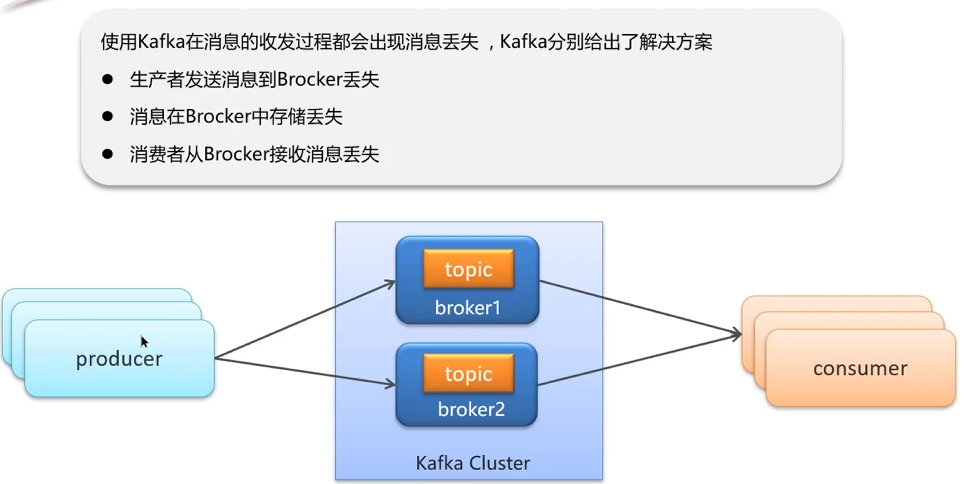 使用Kafka在消息的收发过程都会出现消息丢失 ，Kafka分别给出了解决方案
● 生产者发送消息到Brocker丢失
● 消息在Brocker中存储丢失
● 消费者从Brocker接收消息丢失
topic
broker1
producer
topic
broker2
consumer
Kafka Cluster